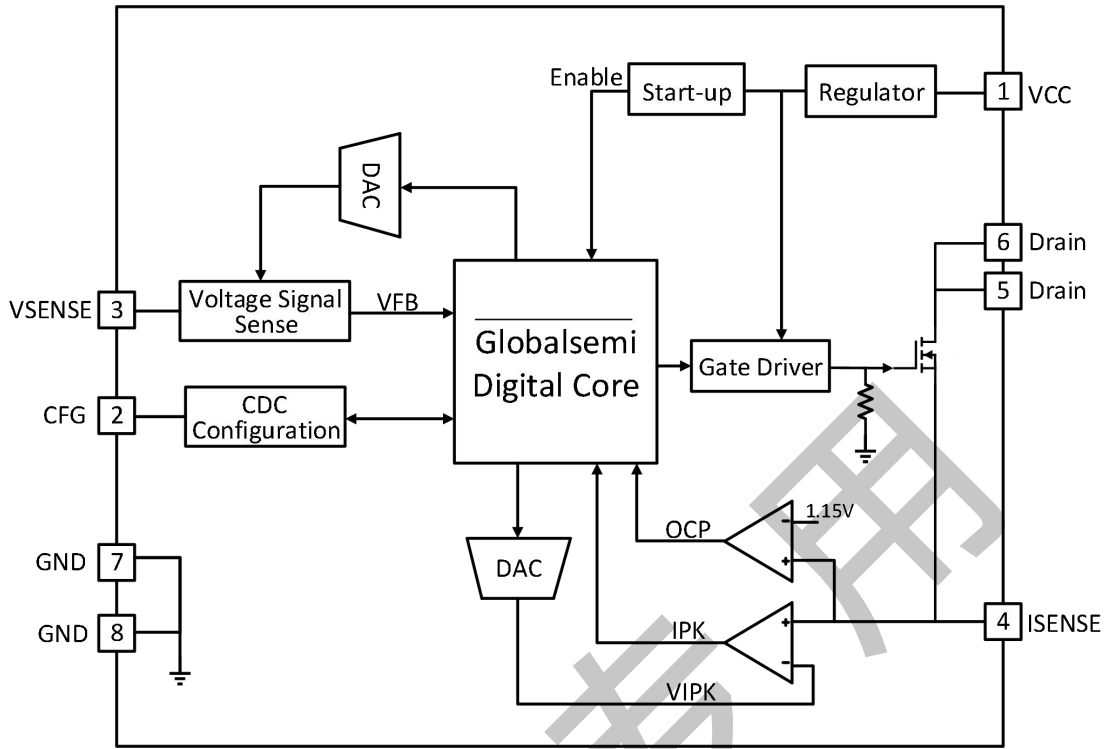 Enable
Start-up
Regulator
1
VCC
DAC
6
Drain
5
Drain
VSENSE
3
Voltage Signal
Sense
VFB
Globalsemi
Digital Core
Gate Driver
CFG
2
CDC
Configuration
1.15V
-
OCP
+
GND
7
DAC
GND
8
IPK
+
-
4
ISENSE
VIPK
专用